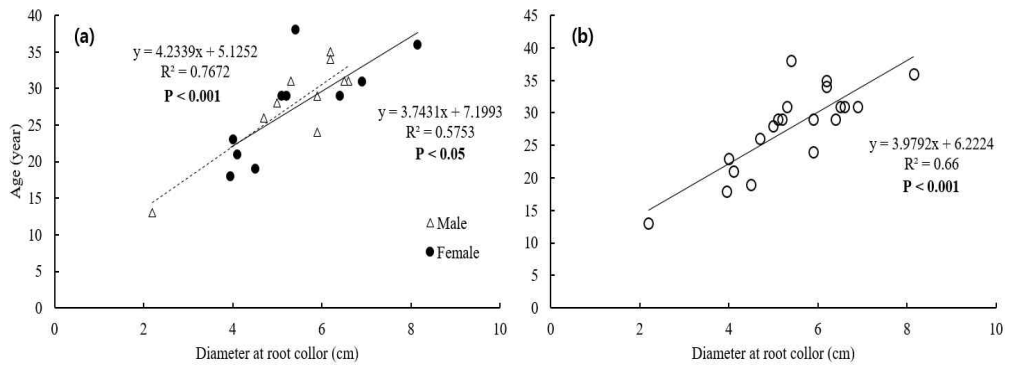 (a)
y = 4.2339x + 5.1252
R² = 0.7672
P < 0.001
y = 3.7431x + 7.1993
R² = 0.5753
P < 0.05
Male
Female
40
35
30
25
20
15
10
5
0
Age (year)
0 2 4 6 8 10
Diameter at root collor (cm)
(b)
y = 3.9792x + 6.2224
R² = 0.66
P < 0.001
45
40
35
30
25
20
15
10
5
0
0 2 4 6 8 10
Diameter at root collor (cm)